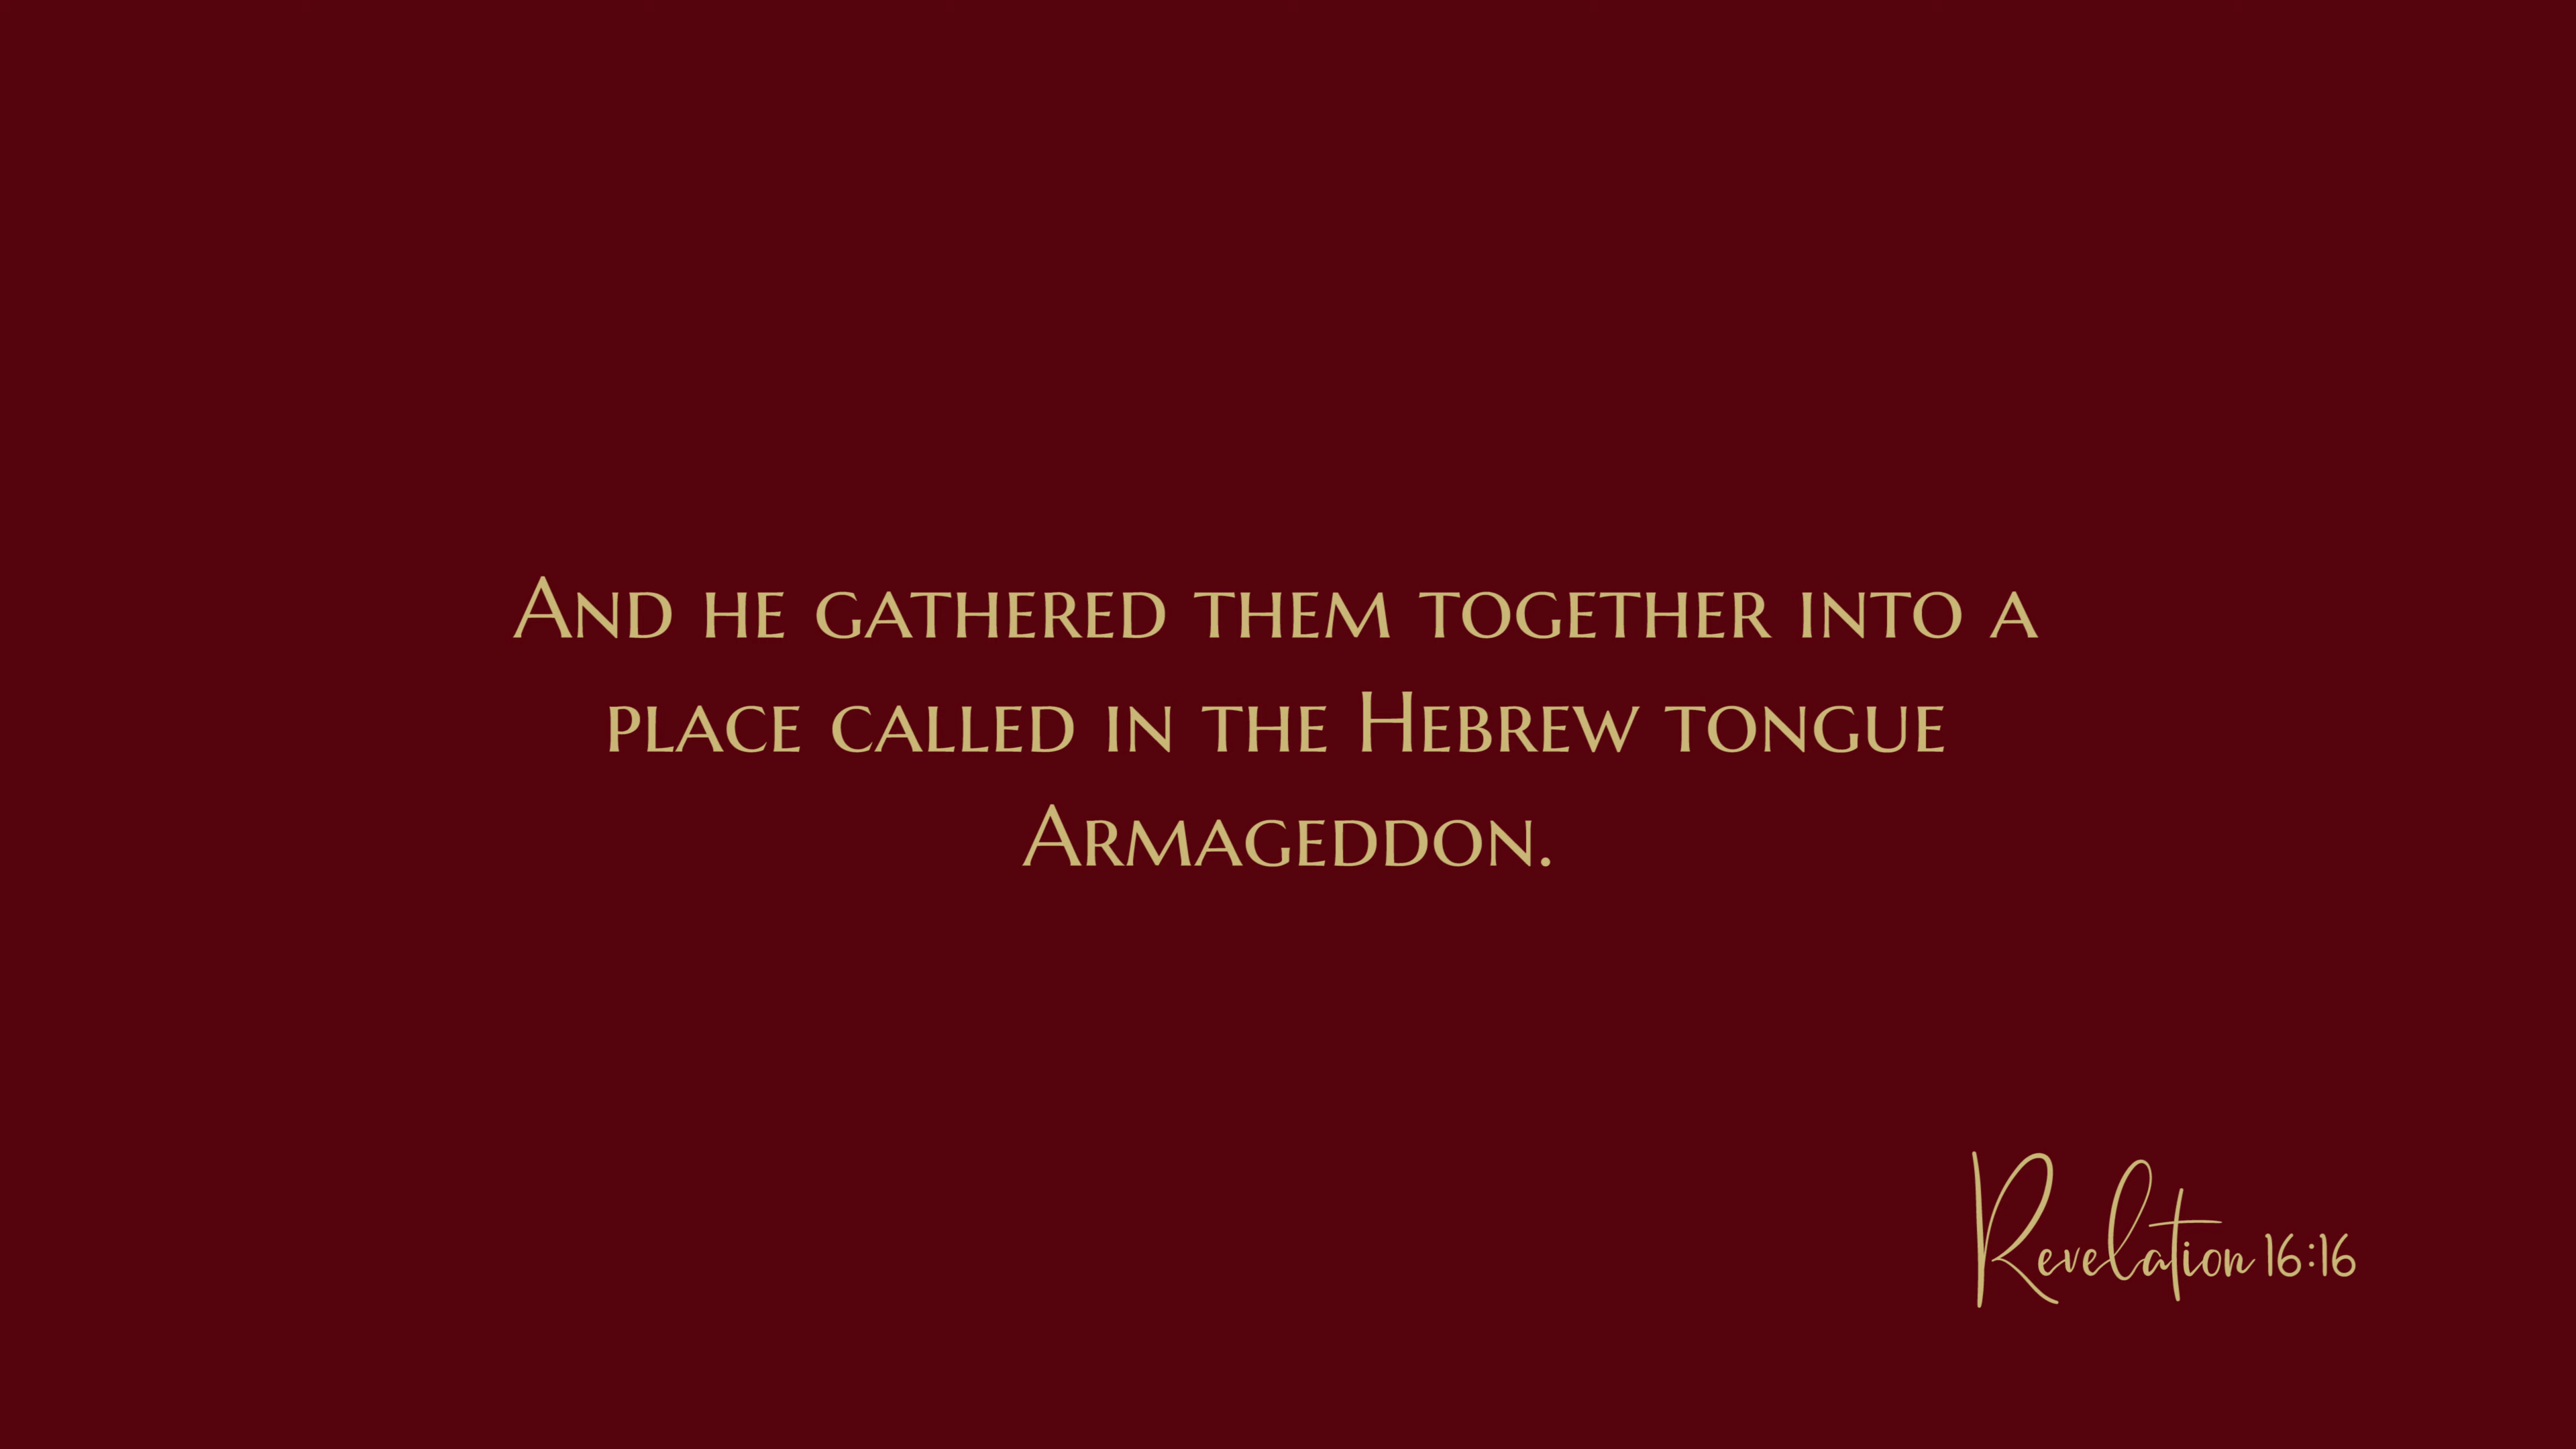 And he gathered them together into a
place called in the Hebrew tongue
Armageddon.
Revelation 16:16